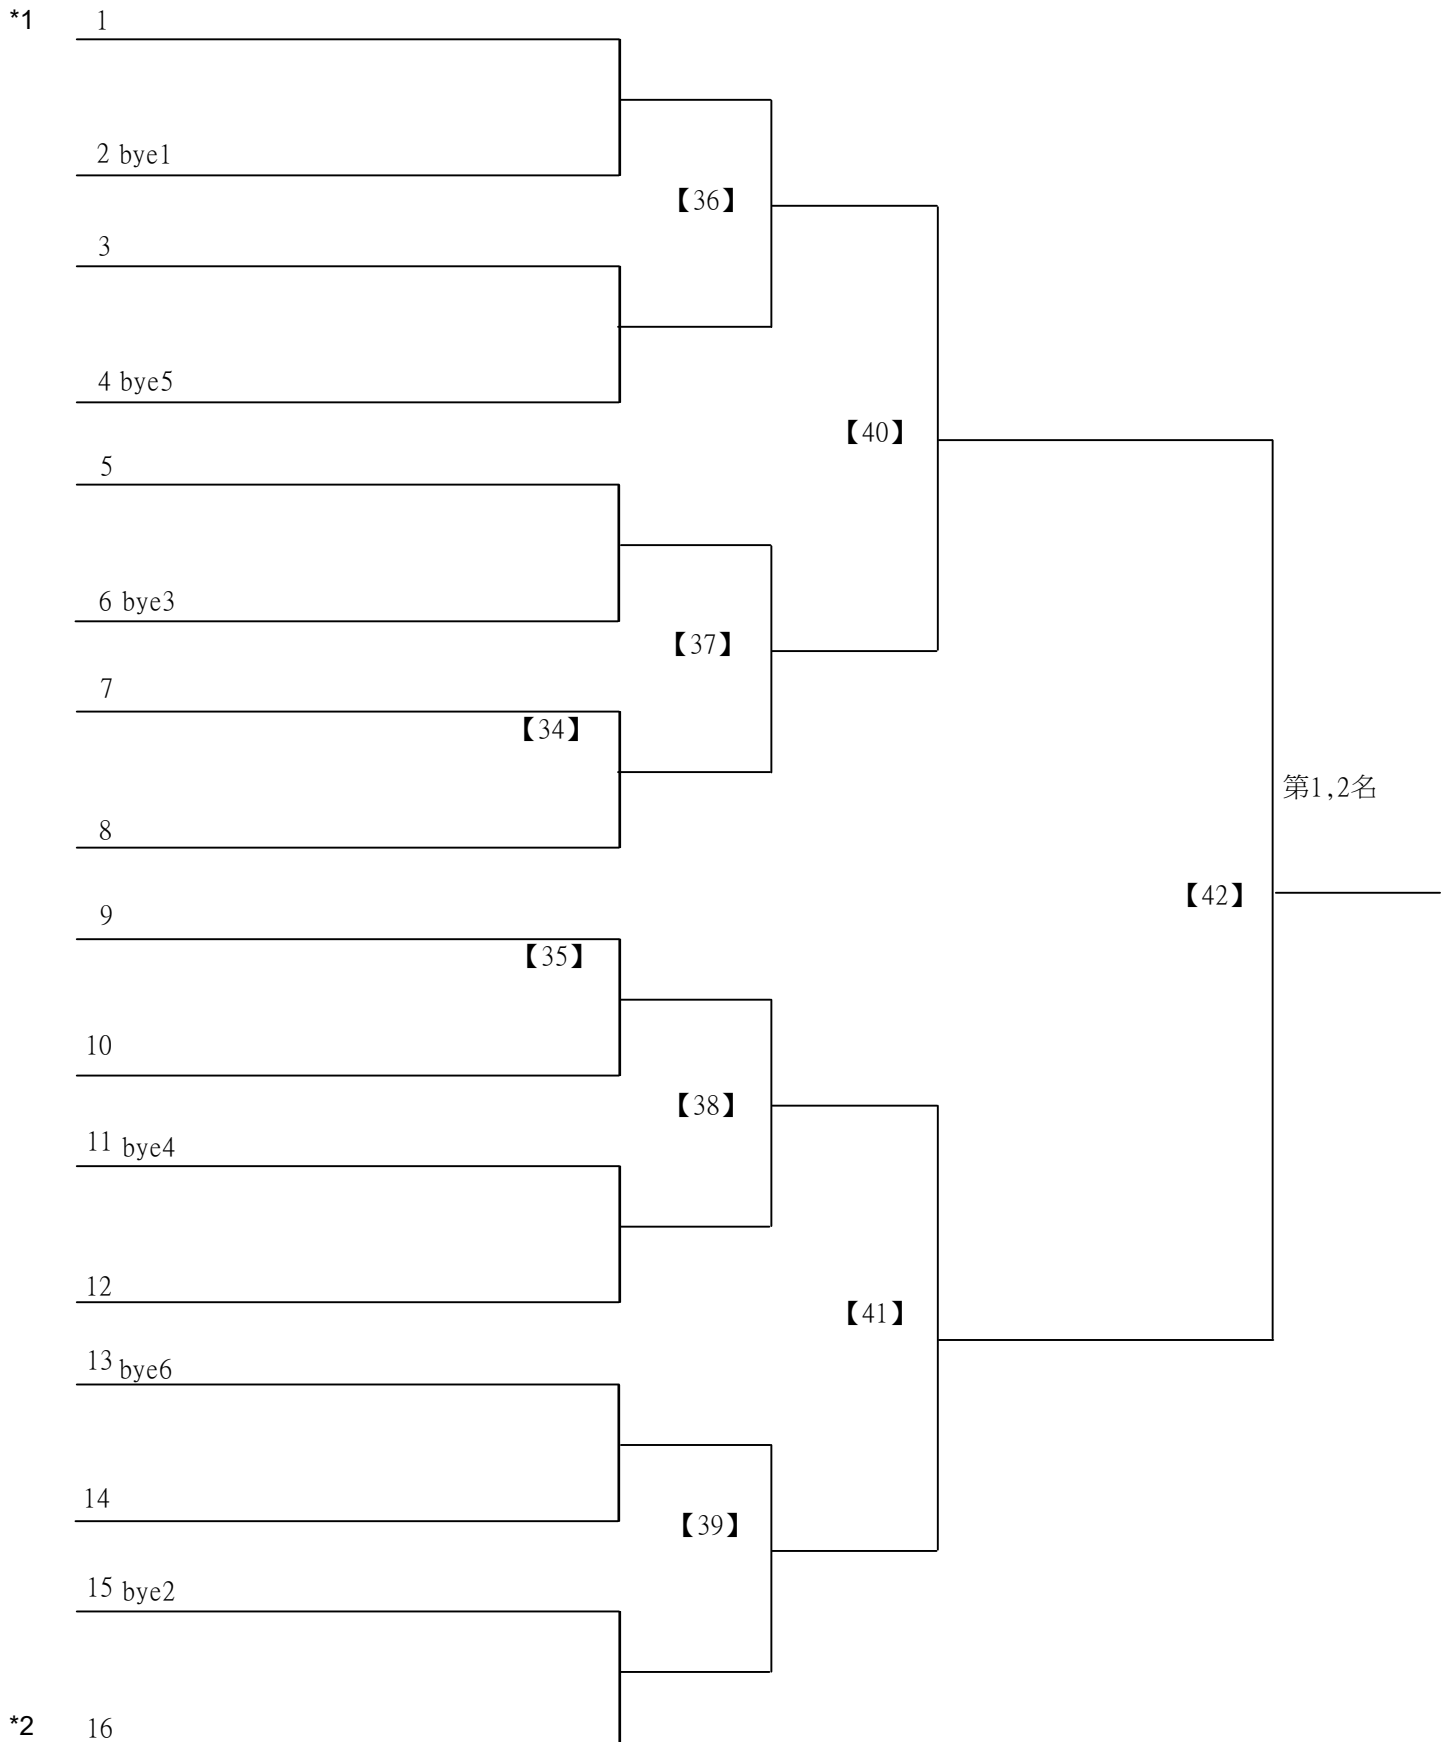 *1 1
2 bye1
【36】
3
4 bye5
【40】
5
6 bye3
【37】
7
【34】
第1,2名
8
【42】
9
【35】
10
【38】
11 bye4
12
【41】
13 bye6
14
【39】
15 bye2
*2 16